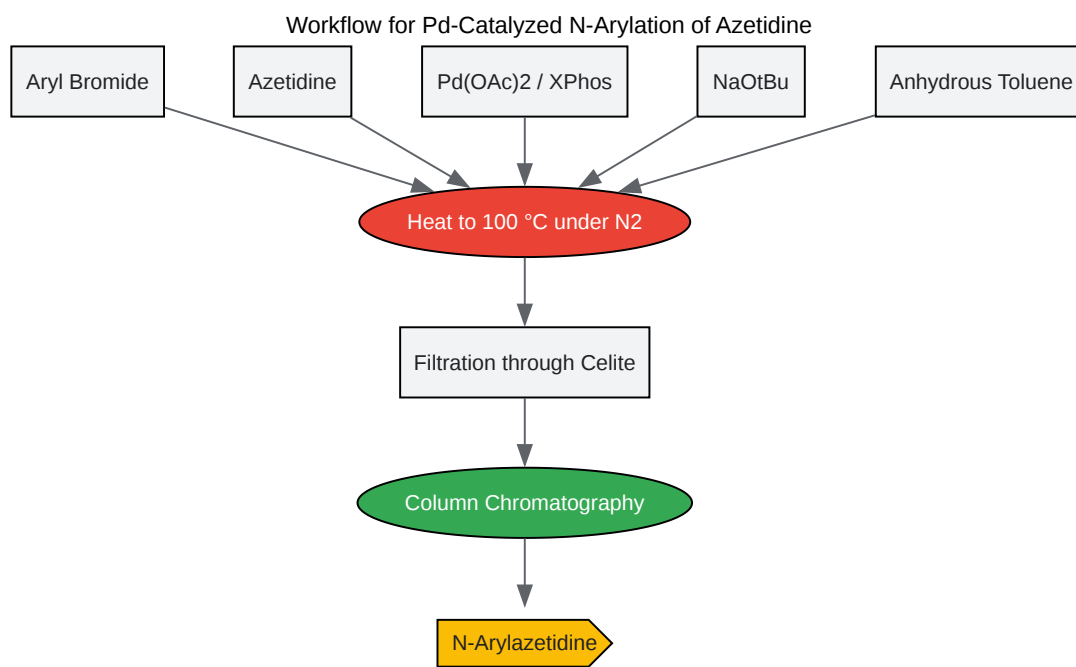 Workflow for Pd-Catalyzed N-Arylation of Azetidine
Aryl Bromide
Azetidine
Pd(OAc)2 / XPhos
NaOtBu
Anhydrous Toluene
Heat to 100 °C under N2
Filtration through Celite
Column Chromatography
N-Arylazetidine